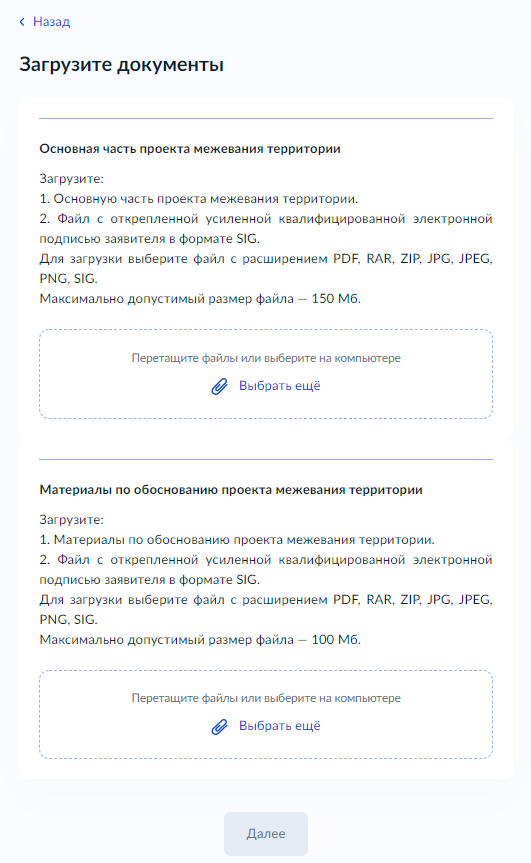 Назад
Загрузите документы
Основная часть проекта межевания территории
Загрузите:
1. Основную часть проекта межевания территории.
2. Файл с открепленной усиленной квалифицированной электронной
подписью заявителя в формате SIG.
Для загрузки выберите файл с расширением PDF, RAR, ZIP, JPG, JPEG,
PNG, SIG.
Максимально допустимый размер файла — 150 Мб.
Перетащите файлы или выберите на компьютере
Выбрать ещё
Материалы по обоснованию проекта межевания территории
Загрузите:
1. Материалы по обоснованию проекта межевания территории.
2. Файл с открепленной усиленной квалифицированной электронной
подписью заявителя в формате SIG.
Для загрузки выберите файл с расширением PDF, RAR, ZIP, JPG, JPEG,
PNG, SIG.
Максимально допустимый размер файла — 100 Мб.
Перетащите файлы или выберите на компьютере
Выбрать ещё
Далее